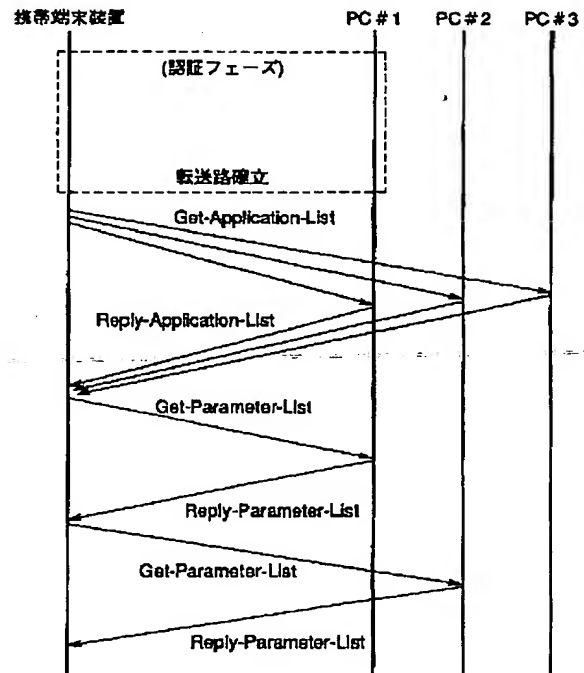 携帯端末装置 PC#1 PC#2 PC#3
(認証フェーズ)
転送路確立
Get-Application-List
Reply-Application-List
Get-Parameter-List
Reply-Parameter-List
Get-Parameter-List
Reply-Parameter-List